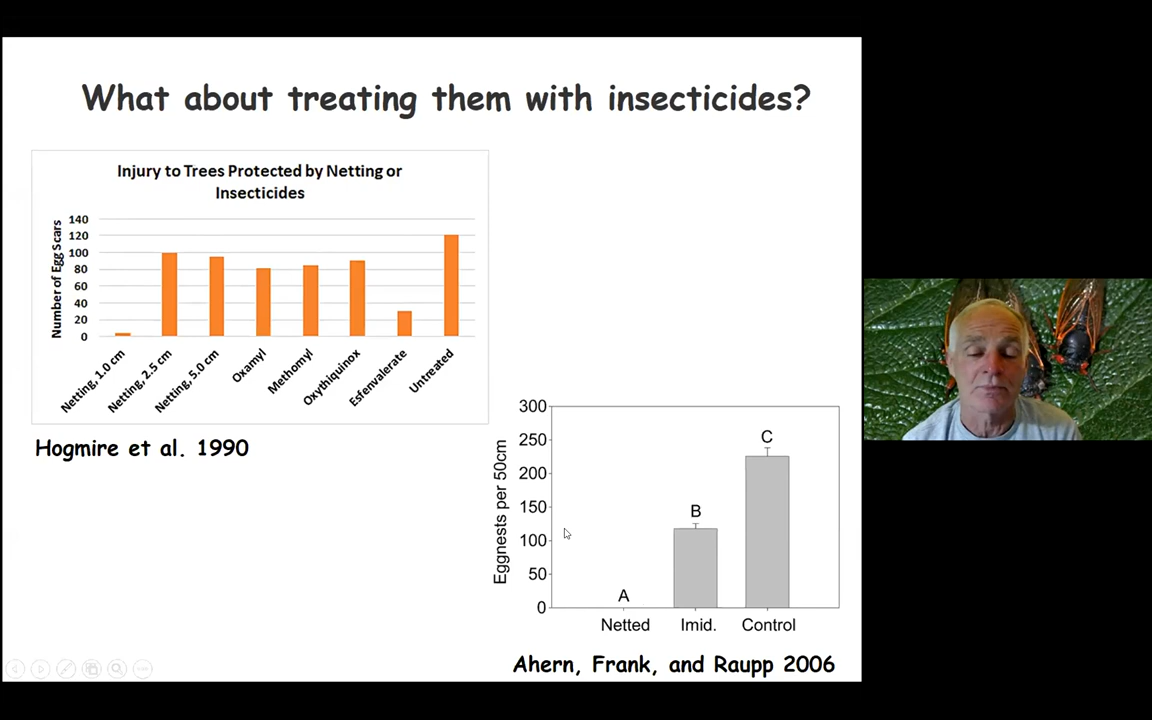 What about treating them with insecticides?
Injury to Trees Protected by Netting or
Insecticides
Number of Egg Scars
140
120
100
80
60
40
20
0
Netting, 1.0 cm
Netting, 2.5 cm
Netting, 5.0 cm
Oxamyl
Methomyl
Oxythiquinox
Esfenvalerate
Untreated
Hogmire et al. 1990
Eggnests per 50cm
300
250
200
150
100
50
0
A
B
C
Netted
Imid.
Control
Ahern, Frank, and Raupp 2006